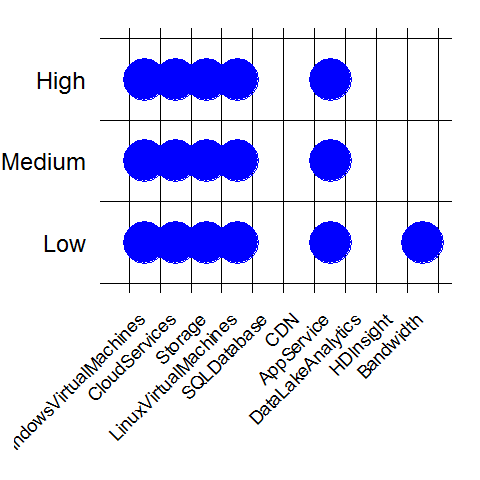 High
Medium
Low
ndowsVirtualMachines
CloudServices
Storage
LinuxVirtualMachines
SQLDatabase
CDN
AppService
DataLakeAnalytics
HDInsight
Bandwidth